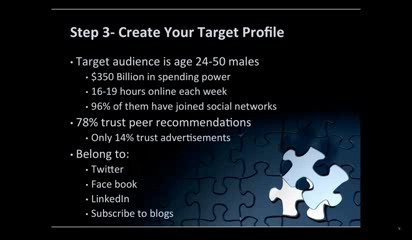 Step 3- Create Your Target Profile
• Target audience is age 24-50 males
• $350 Billion in spending power
• 16-19 hours online each week
• 96% of them have joined social networks
• 78% trust peer recommendations
• Only 14% trust advertisements
• Belong to:
• Twitter
• Face book
• LinkedIn
• Subscribe to blogs